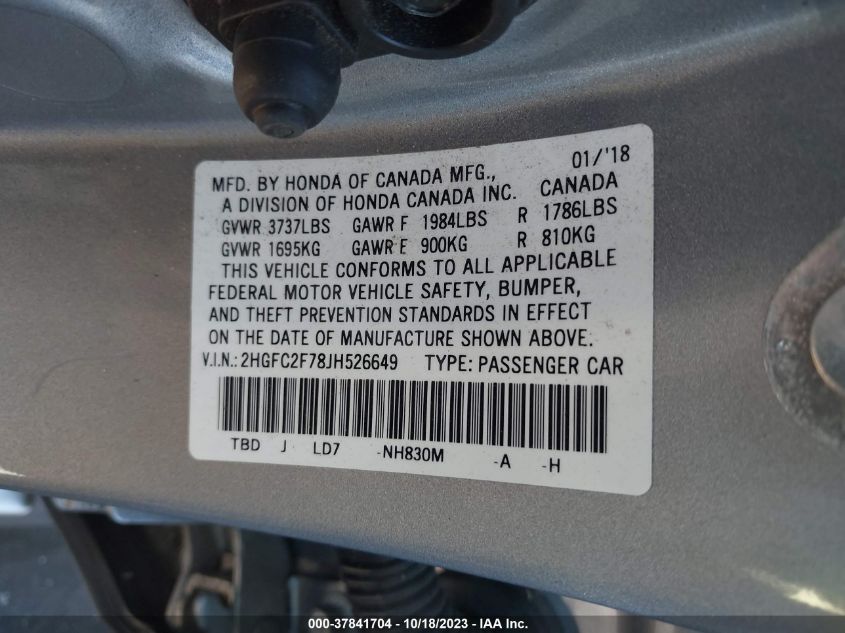 01/'18
MFD. BY HONDA OF CANADA MFG.,
A DIVISION OF HONDA CANADA INC. CANADA
GVWR 3737LBS GAWR F 1984LBS R 1786LBS
GVWR 1695KG GAWR E 900KG R 810KG
THIS VEHICLE CONFORMS TO ALL APPLICABLE
FEDERAL MOTOR VEHICLE SAFETY, BUMPER,
AND THEFT PREVENTION STANDARDS IN EFFECT
ON THE DATE OF MANUFACTURE SHOWN ABOVE.
V.I.N.: 2HGFC2F78JH526649 TYPE: PASSENGER CAR
TBD J LD7 -NH830M -A -H
000-37841704 - 10/18/2023 - IAA Inc.